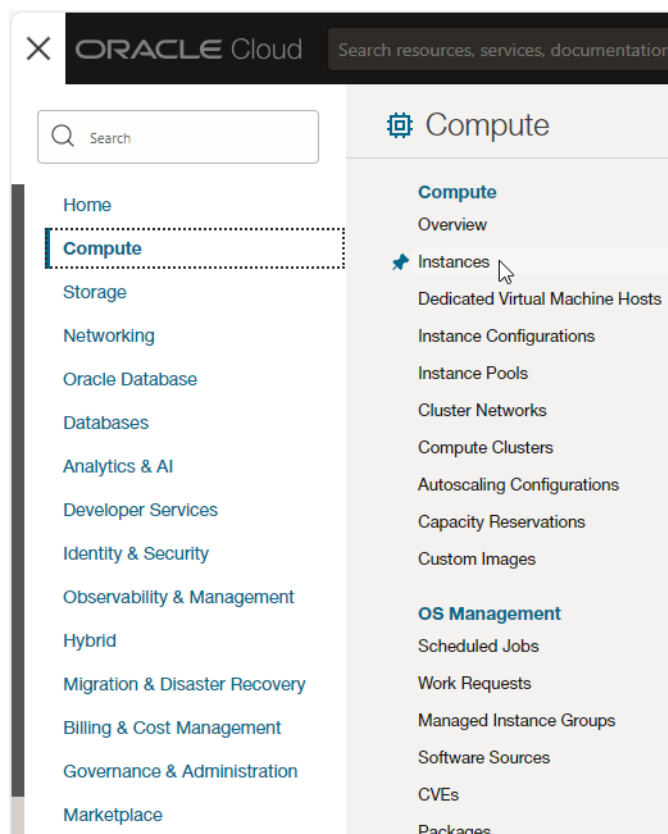 ORACLE Cloud
Search resources, services, documentation
Search
Home
Compute
Storage
Networking
Oracle Database
Databases
Analytics & AI
Developer Services
Identity & Security
Observability & Management
Hybrid
Migration & Disaster Recovery
Billing & Cost Management
Governance & Administration
Marketplace
Compute
Compute
Overview
Instances
Dedicated Virtual Machine Hosts
Instance Configurations
Instance Pools
Cluster Networks
Compute Clusters
Autoscaling Configurations
Capacity Reservations
Custom Images
OS Management
Scheduled Jobs
Work Requests
Managed Instance Groups
Software Sources
CVEs
Packages